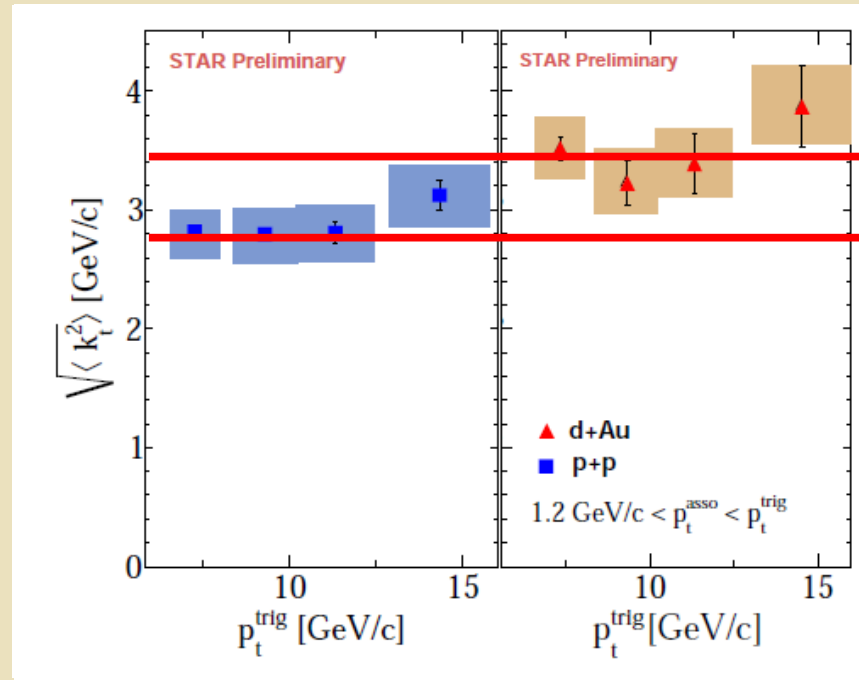 STAR Preliminary
STAR Preliminary
√⟨ k_t^2 ⟩ [GeV/c]
4
3
2
1
0
d+Au
p+p
1.2 GeV/c < p_t^asso < p_t^trig
10
15
10
15
p_t^trig [GeV/c]
p_t^trig[GeV/c]